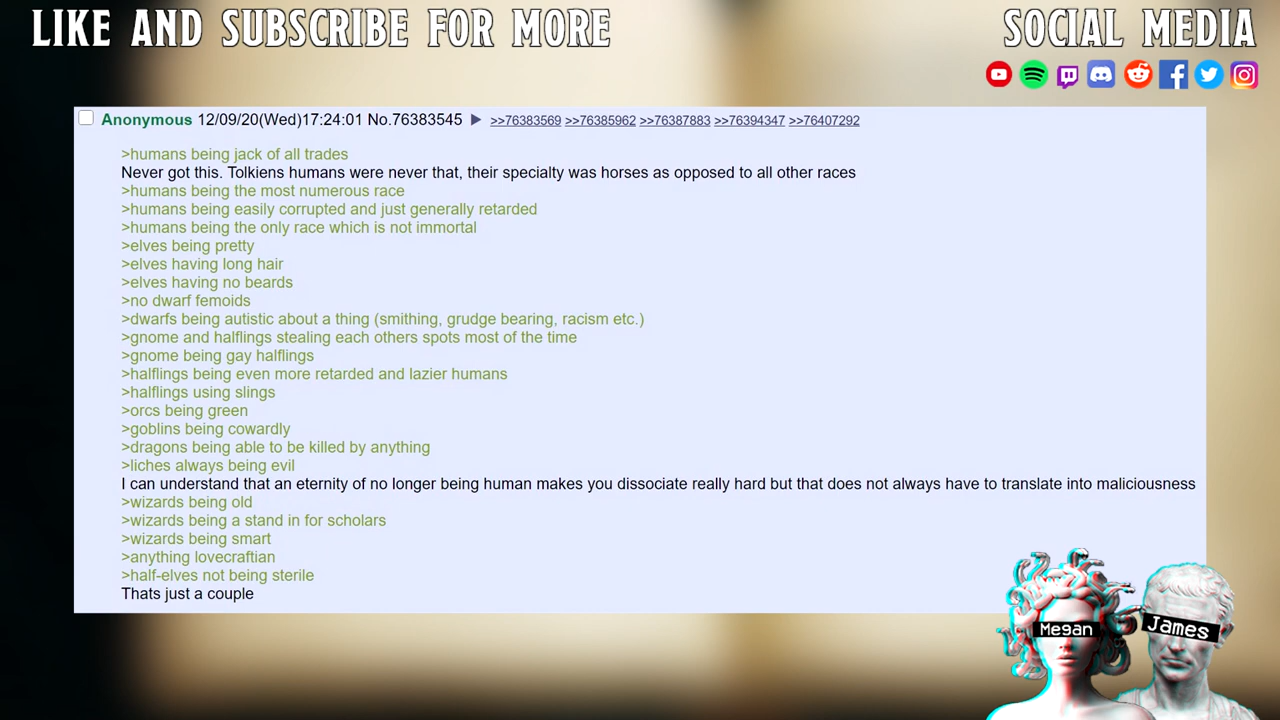 LIKE AND SUBSCRIBE FOR MORE
SOCIAL MEDIA
Anonymous 12/09/20(Wed)17:24:01 No.76383545 ▶ >>76383569 >>76385962 >>76387883 >>76394347 >>76407292
>humans being jack of all trades
Never got this. Tolkiens humans were never that, their specialty was horses as opposed to all other races
>humans being the most numerous race
>humans being easily corrupted and just generally retarded
>humans being the only race which is not immortal
>elves being pretty
>elves having long hair
>elves having no beards
>no dwarf femoids
>dwarfs being autistic about a thing (smithing, grudge bearing, racism etc.)
>gnome and halflings stealing each others spots most of the time
>gnome being gay halflings
>halflings being even more retarded and lazier humans
>halflings using slings
>orcs being green
>goblins being cowardly
>dragons being able to be killed by anything
>liches always being evil
I can understand that an eternity of no longer being human makes you dissociate really hard but that does not always have to translate into maliciousness
>wizards being old
>wizards being a stand in for scholars
>wizards being smart
>anything lovecraftian
>half-elves not being sterile
Thats just a couple
Megan
James